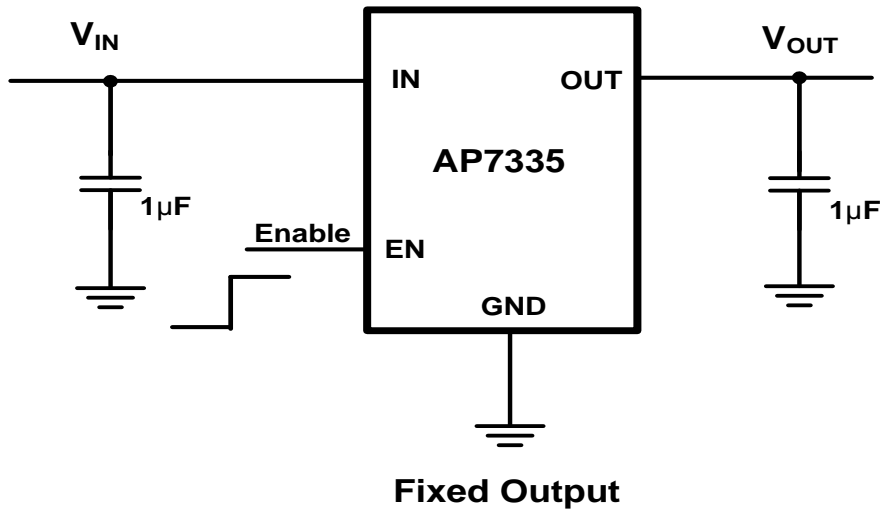 VIN
VOUT
IN
OUT
AP7335
1µF
1µF
Enable
EN
GND
Fixed Output